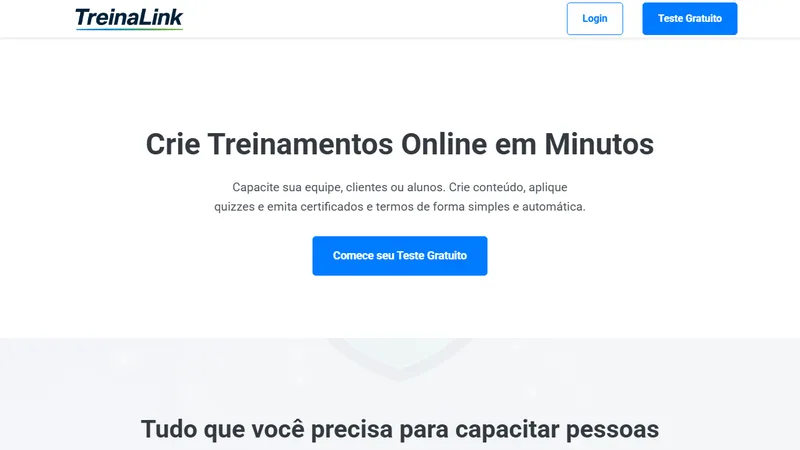 TreinaLink
Login
Teste Gratuito
Crie Treinamentos Online em Minutos
Capacite sua equipe, clientes ou alunos. Crie conteúdo, aplique
quizzes e emita certificados e termos de forma simples e automática.
Comece seu Teste Gratuito
Tudo que você precisa para capacitar pessoas